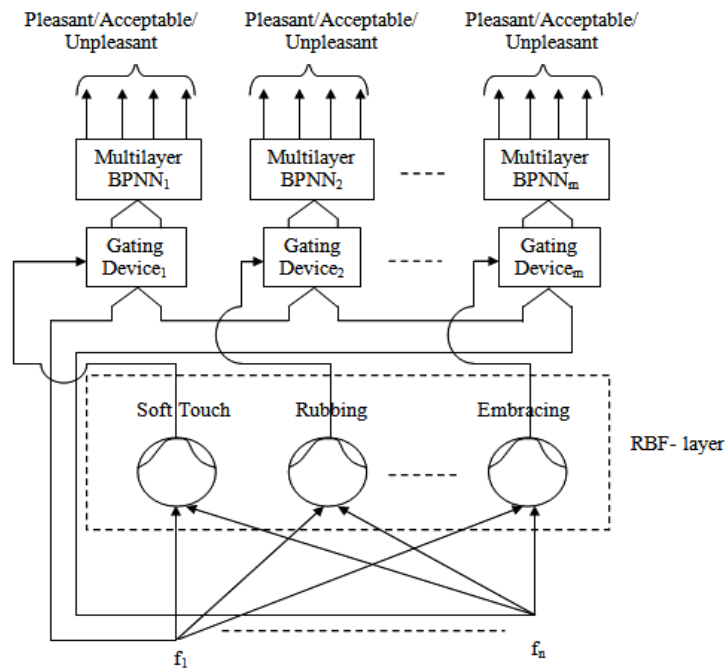 Pleasant/Acceptable/ Pleasant/Acceptable/ Pleasant/Acceptable/
Unpleasant Unpleasant Unpleasant
Multilayer Multilayer Multilayer
BPNN₁ BPNN₂ BPNNₘ
Gating Gating Gating
Device₁ Device₂ Deviceₘ
Soft Touch Rubbing Embracing
RBF- layer
f₁ fₙ